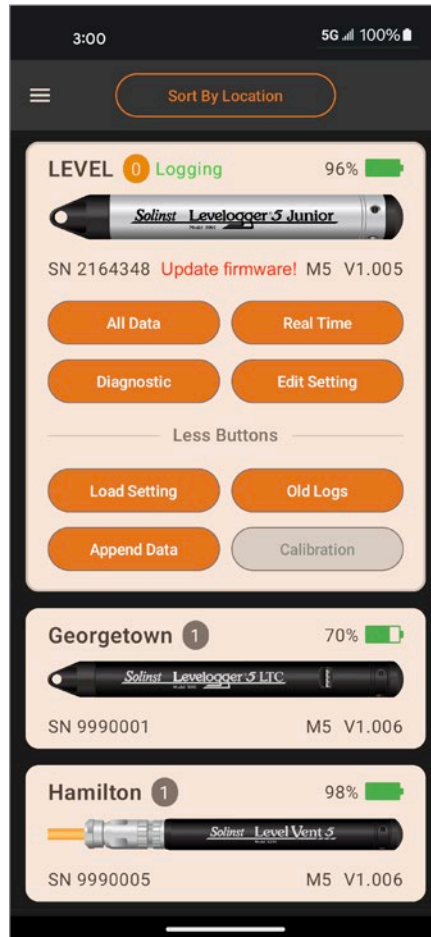 3:00 5G 100%
Sort By Location
LEVEL 0 Logging 96%
Solinst Levelogger 5 Junior
SN 2164348 Update firmware! M5 V1.005
All Data Real Time
Diagnostic Edit Setting
Less Buttons
Load Setting Old Logs
Append Data Calibration
Georgetown 1 70%
Solinst Levelogger 5 LTC
SN 9990001 M5 V1.006
Hamilton 1 98%
Solinst LevelVent 5
SN 9990005 M5 V1.006